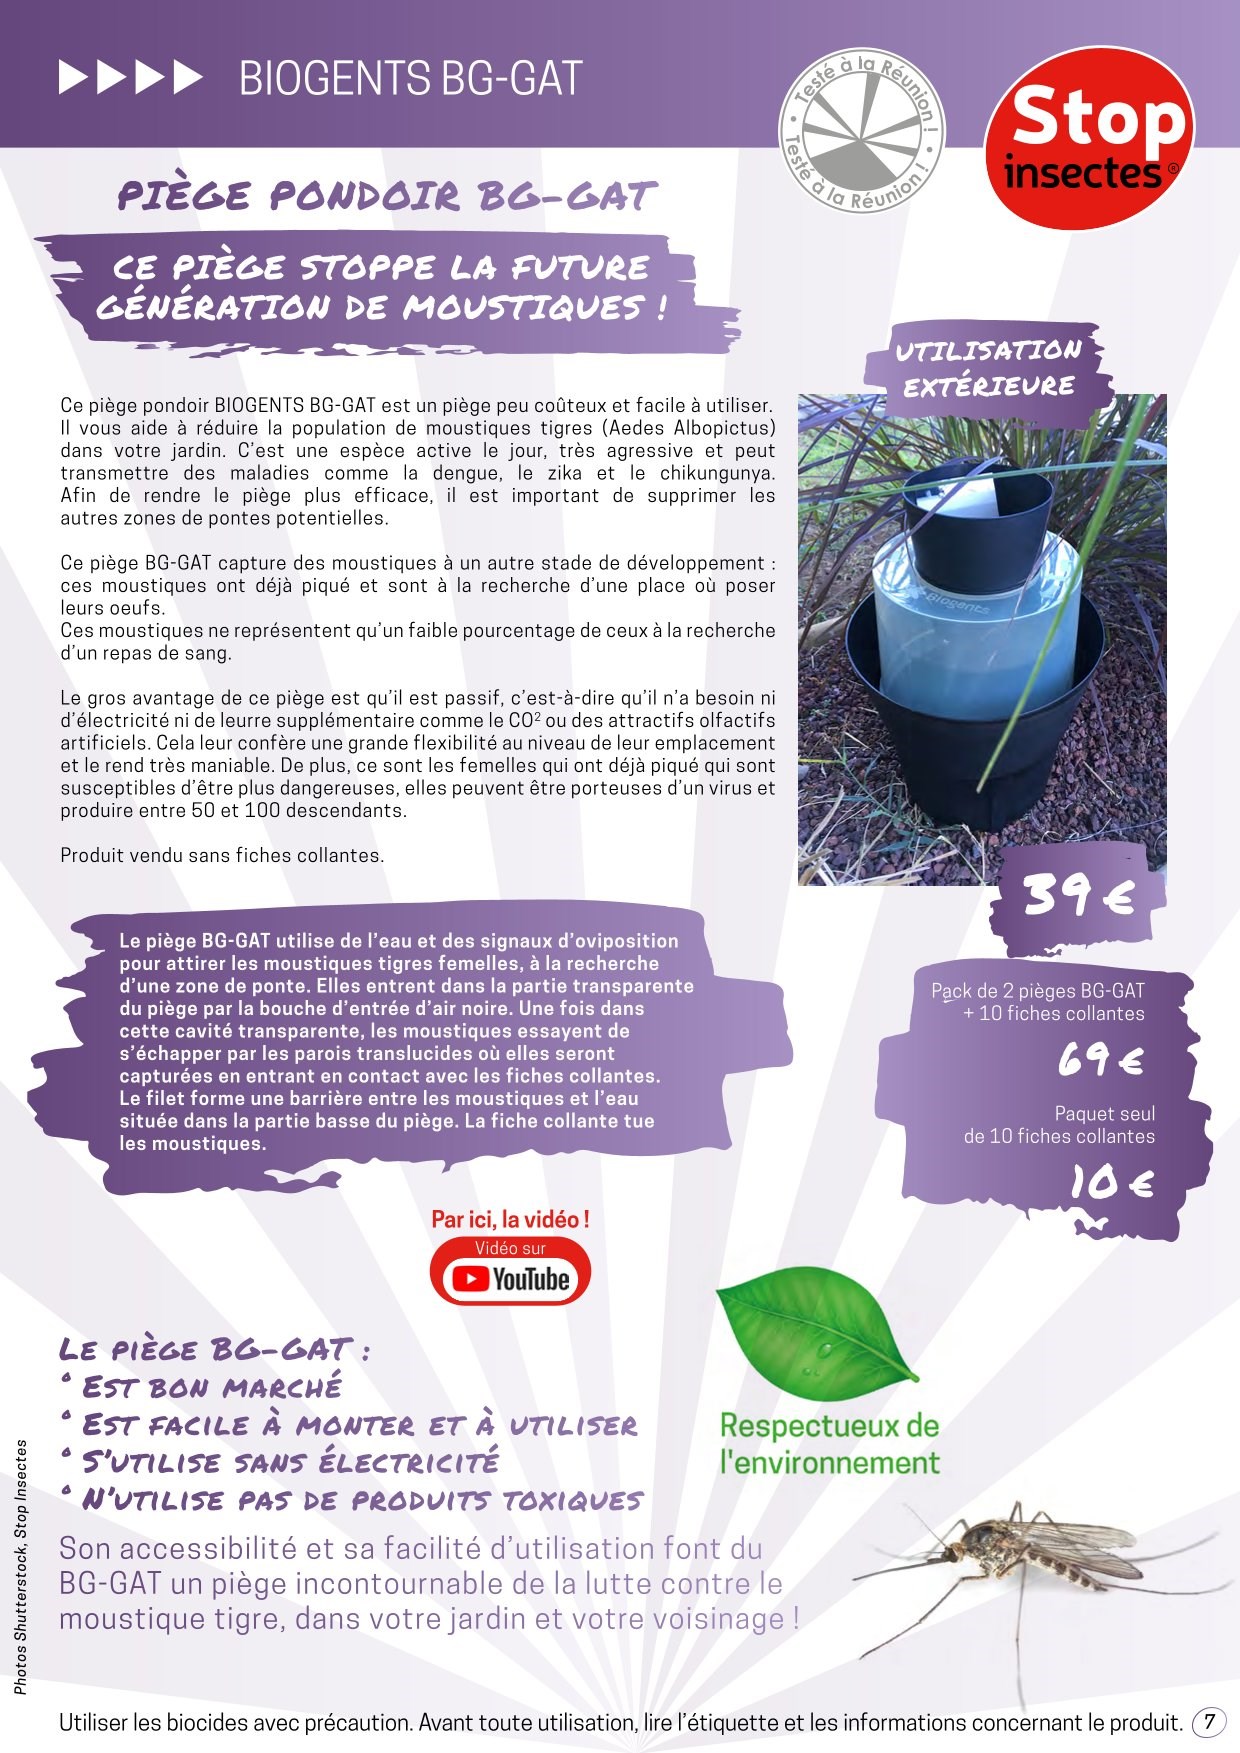 BIOGENTS BG-GAT
• Testé à la Réunion ! •
Testé à la Réunion !
Stop
insectes ®
PIÈGE PONDOIR BG-GAT
CE PIÈGE STOPPE LA FUTURE
GÉNÉRATION DE MOUSTIQUES !
UTILISATION
EXTÉRIEURE
Ce piège pondoir BIOGENTS BG-GAT est un piège peu coûteux et facile à utiliser.
Il vous aide à réduire la population de moustiques tigres (Aedes Albopictus)
dans votre jardin. C’est une espèce active le jour, très agressive et peut
transmettre des maladies comme la dengue, le zika et le chikungunya.
Afin de rendre le piège plus efficace, il est important de supprimer les
autres zones de pontes potentielles.
Ce piège BG-GAT capture des moustiques à un autre stade de développement :
ces moustiques ont déjà piqué et sont à la recherche d’une place où poser
leurs oeufs.
Ces moustiques ne représentent qu’un faible pourcentage de ceux à la recherche
d’un repas de sang.
Le gros avantage de ce piège est qu’il est passif, c’est-à-dire qu’il n’a besoin ni
d’électricité ni de leurre supplémentaire comme le CO² ou des attractifs olfactifs
artificiels. Cela leur confère une grande flexibilité au niveau de leur emplacement
et le rend très maniable. De plus, ce sont les femelles qui ont déjà piqué qui sont
susceptibles d’être plus dangereuses, elles peuvent être porteuses d’un virus et
produire entre 50 et 100 descendants.
Produit vendu sans fiches collantes.
Biogents
39 €
Le piège BG-GAT utilise de l’eau et des signaux d’oviposition
pour attirer les moustiques tigres femelles, à la recherche
d’une zone de ponte. Elles entrent dans la partie transparente
du piège par la bouche d’entrée d’air noire. Une fois dans
cette cavité transparente, les moustiques essayent de
s’échapper par les parois translucides où elles seront
capturées en entrant en contact avec les fiches collantes.
Le filet forme une barrière entre les moustiques et l’eau
située dans la partie basse du piège. La fiche collante tue
les moustiques.
Pack de 2 pièges BG-GAT
+ 10 fiches collantes
69 €
Paquet seul
de 10 fiches collantes
10 €
Par ici, la vidéo !
Vidéo sur
YouTube
LE PIÈGE BG-GAT :
° EST BON MARCHÉ
° EST FACILE À MONTER ET À UTILISER
° S’UTILISE SANS ÉLECTRICITÉ
° N’UTILISE PAS DE PRODUITS TOXIQUES
Respectueux de
l'environnement
Son accessibilité et sa facilité d’utilisation font du
BG-GAT un piège incontournable de la lutte contre le
moustique tigre, dans votre jardin et votre voisinage !
Photos Shutterstock, Stop Insectes
Utiliser les biocides avec précaution. Avant toute utilisation, lire l’étiquette et les informations concernant le produit.
7